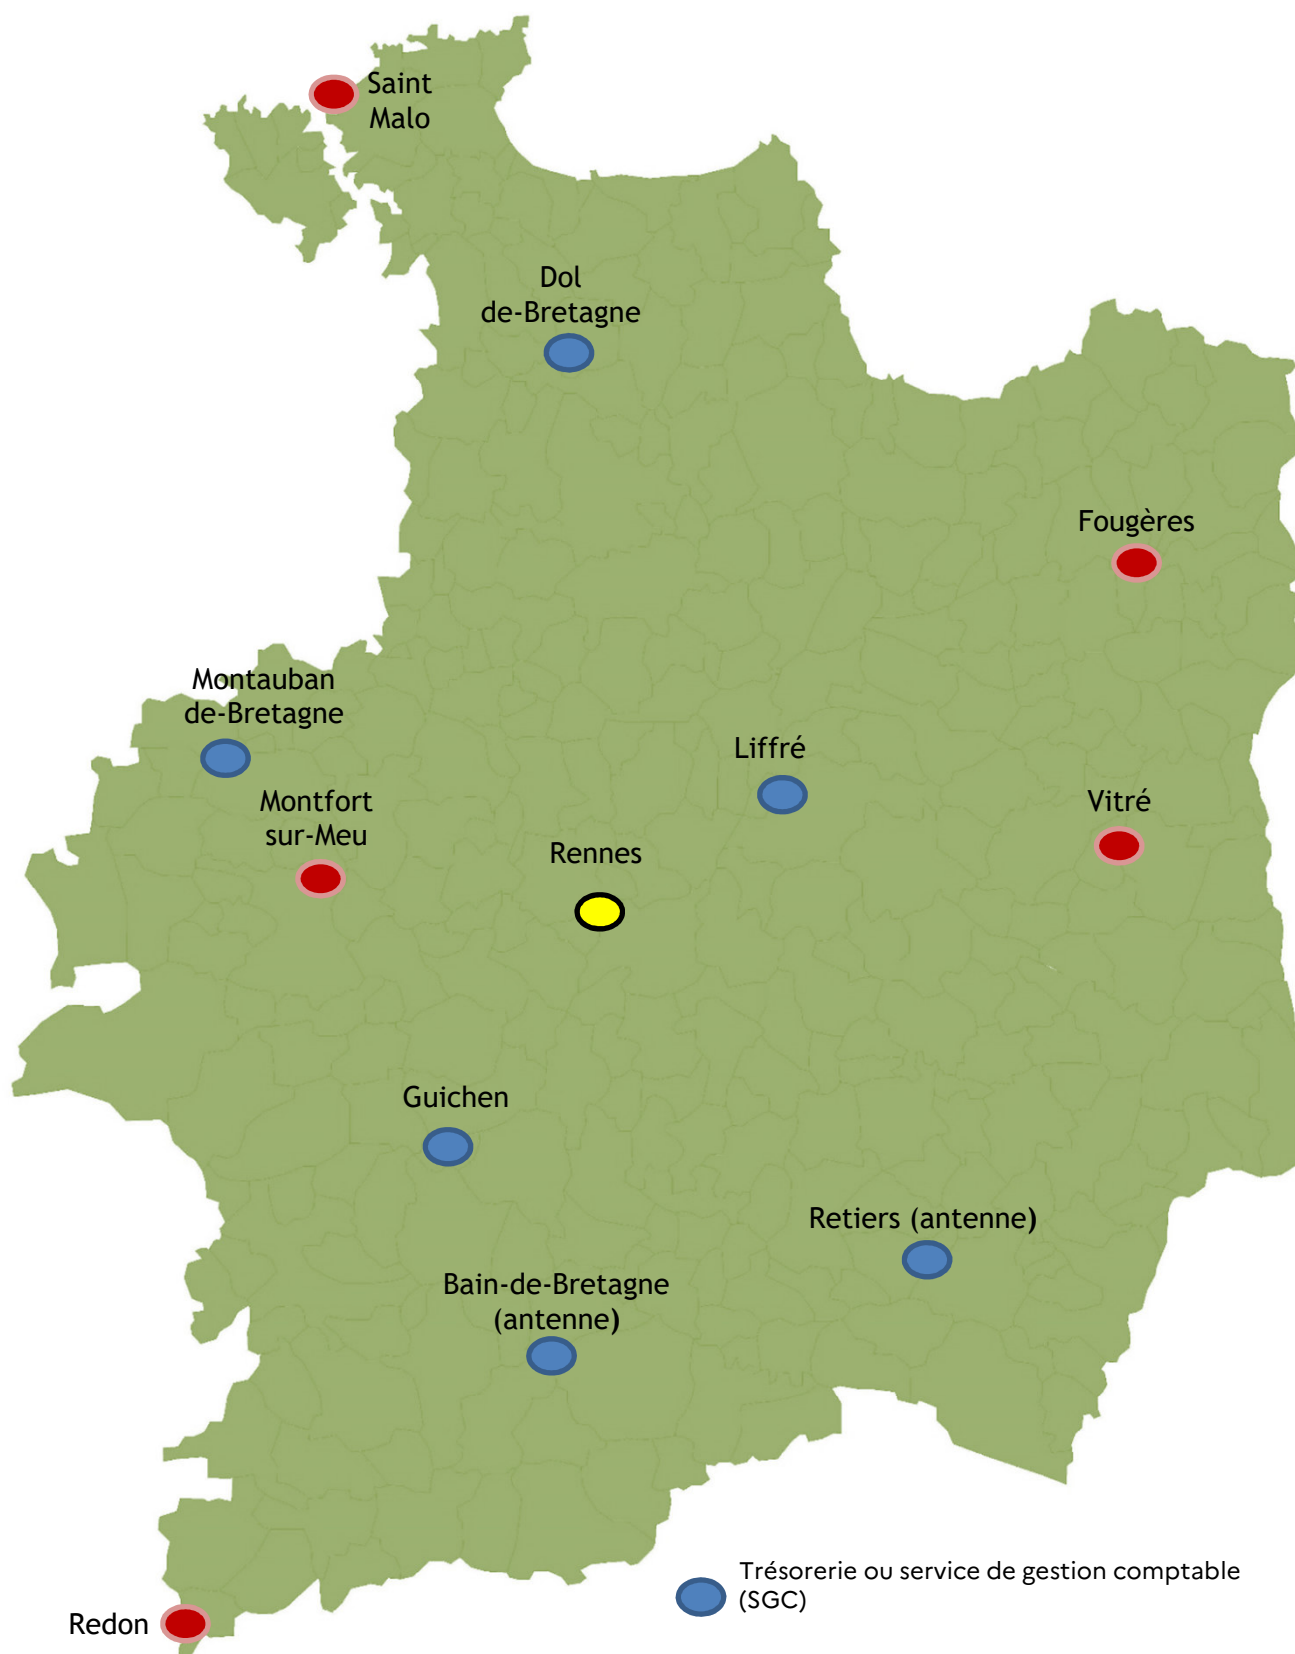 Saint
Malo
Dol
de-Bretagne
Fougères
Montauban
de-Bretagne
Liffré
Montfort
sur-Meu
Vitré
Rennes
Guichen
Retiers (antenne)
Bain-de-Bretagne
(antenne)
Trésorerie ou service de gestion comptable
(SGC)
Redon